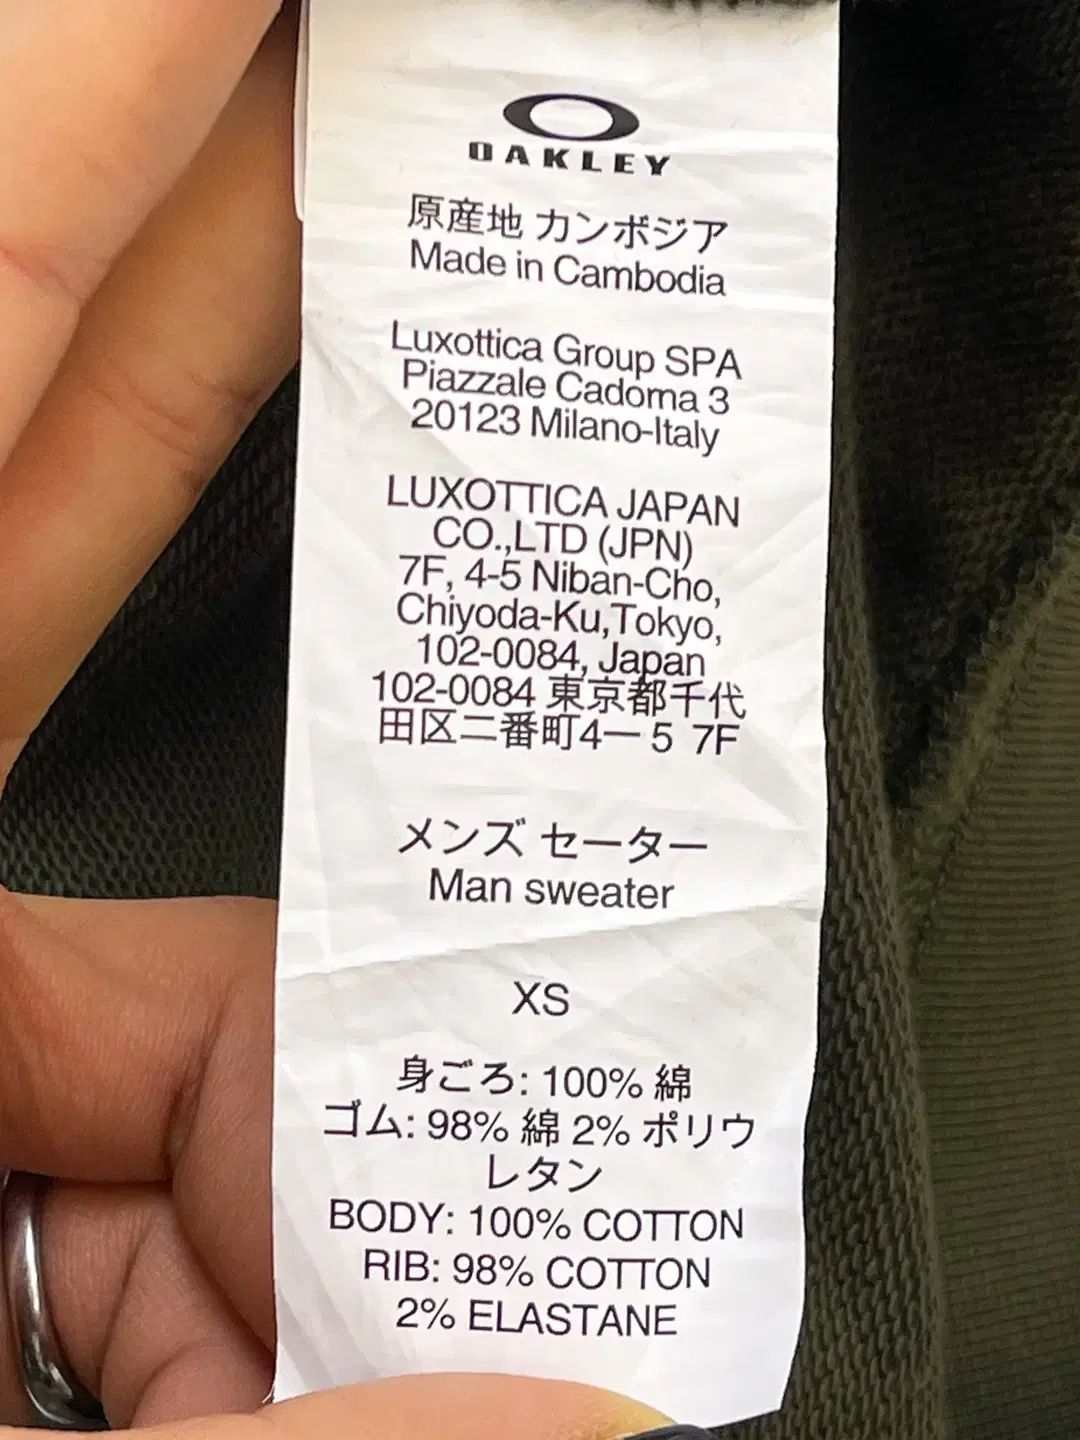 OAKLEY
原産地 カンボジア
Made in Cambodia
Luxottica Group SPA
Piazzale Cadorna 3
20123 Milano-Italy
LUXOTTICA JAPAN
CO.,LTD (JPN)
7F, 4-5 Niban-Cho,
Chiyoda-Ku,Tokyo,
102-0084, Japan
102-0084 東京都千代
田区二番町4ー5 7F
メンズ セーター
Man sweater
XS
身ごろ: 100% 綿
ゴム: 98% 綿 2% ポリウ
レタン
BODY: 100% COTTON
RIB: 98% COTTON
2% ELASTANE